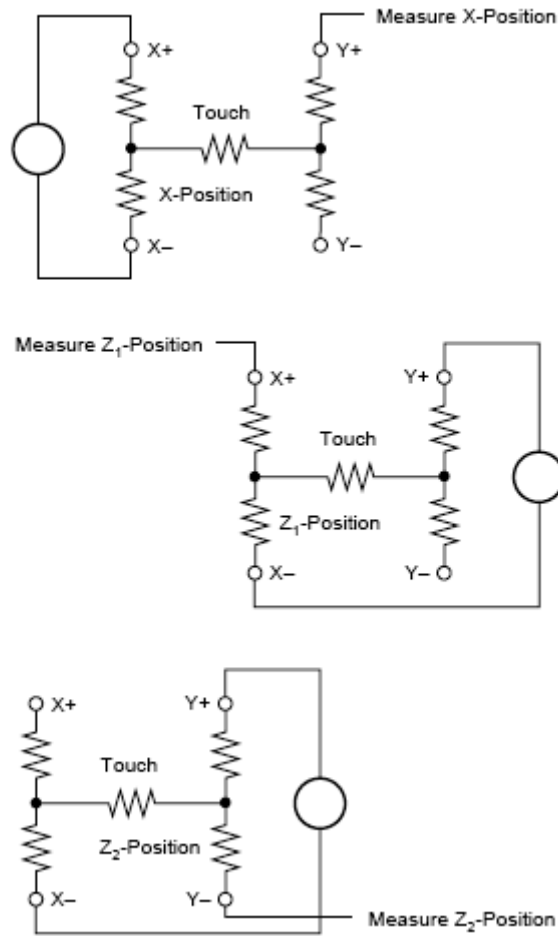 Measure X-Position
X+
Y+
Touch
X-Position
X–
Y–
Measure Z₁-Position
X+
Y+
Touch
Z₁-Position
X–
Y–
X+
Y+
Touch
Z₂-Position
X–
Y–
Measure Z₂-Position